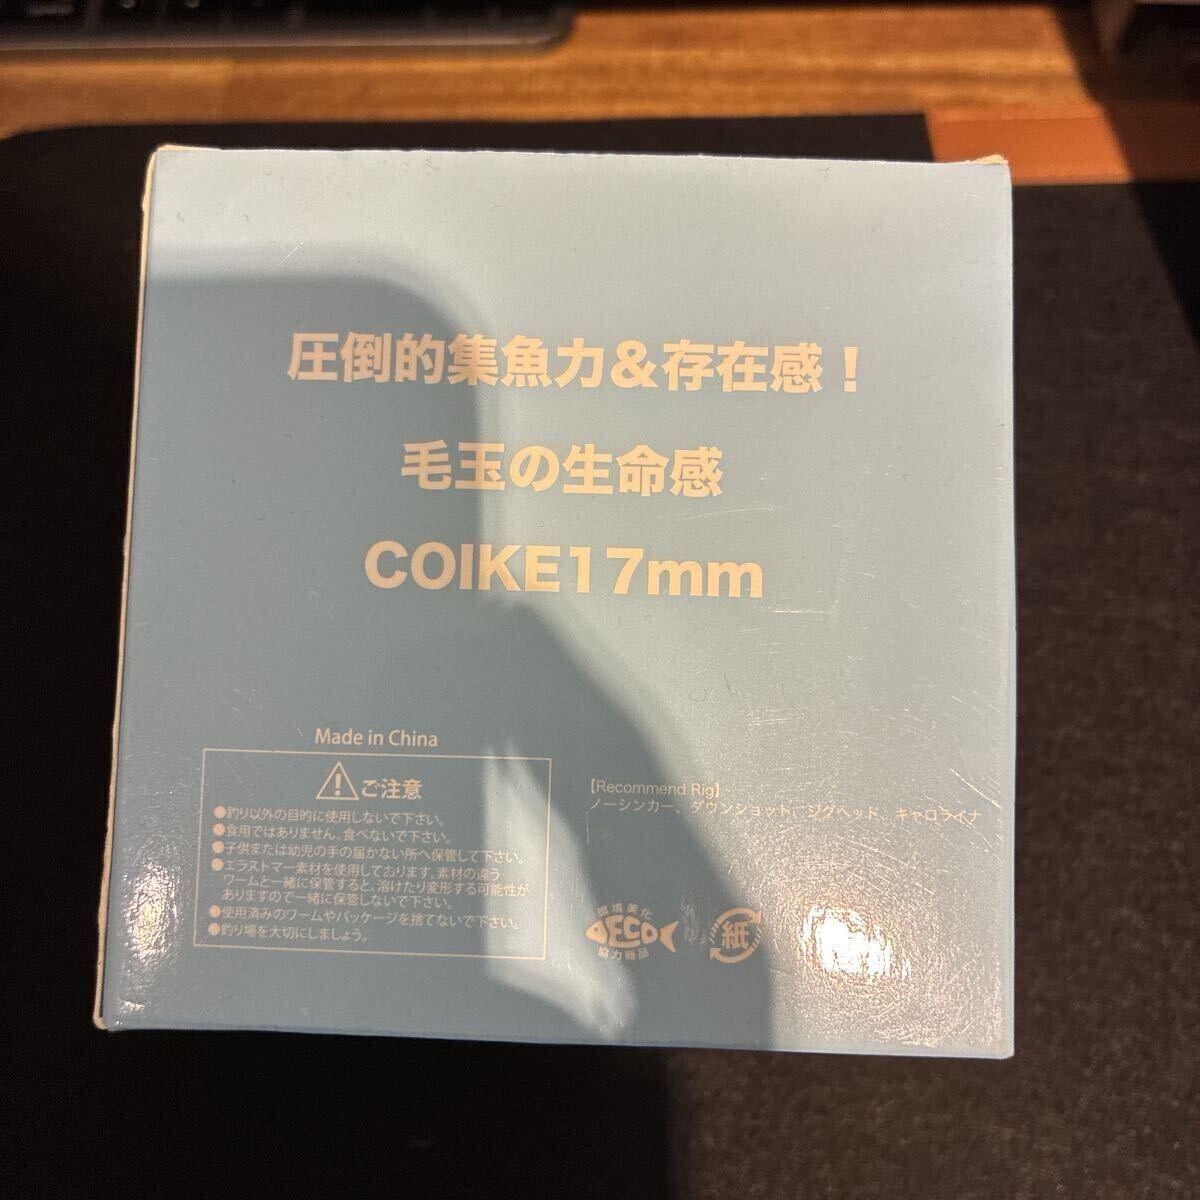 圧倒的集魚力＆存在感！
毛玉の生命感
COIKE17mm
Made in China
ご注意
●釣り以外の目的に使用しないで下さい。
●食用ではありません。食べないで下さい。
●子供または幼児の手の届かない所へ保管して下さい。
●エラストマー素材を使用しております。素材の違う
ワームと一緒に保管すると、溶けたり変形する可能性が
ありますので一緒に保管しないで下さい。
●使用済みのワームやパッケージを捨てないで下さい。
●釣り場を大切にしましょう。
【Recommend Rig】
ノーシンカー、ダウンショット、ジグヘッド、キャロライナ
環境美化
ECO
協力商品
紙